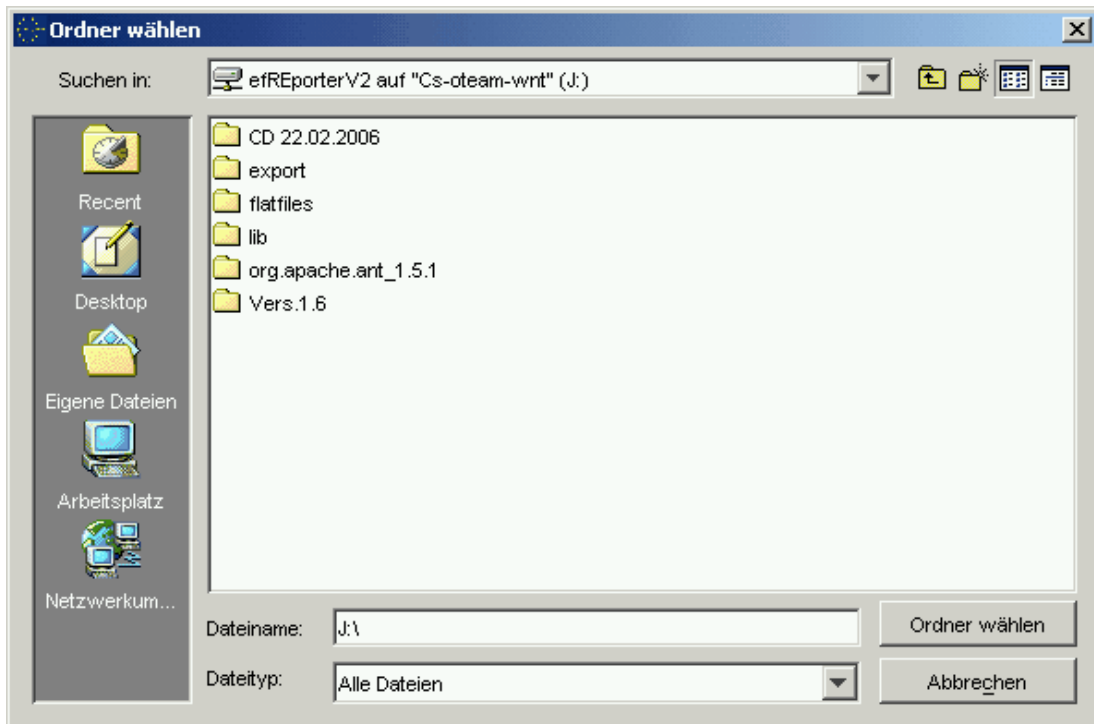 Ordner wählen
Suchen in: efREporterV2 auf "Cs-oteam-wnt" (J:)
Recent
Desktop
Eigene Dateien
Arbeitsplatz
Netzwerkum...
CD 22.02.2006
export
flatfiles
lib
org.apache.ant_1.5.1
Vers.1.6
Dateiname: J:\ Ordner wählen
Dateityp: Alle Dateien Abbrechen